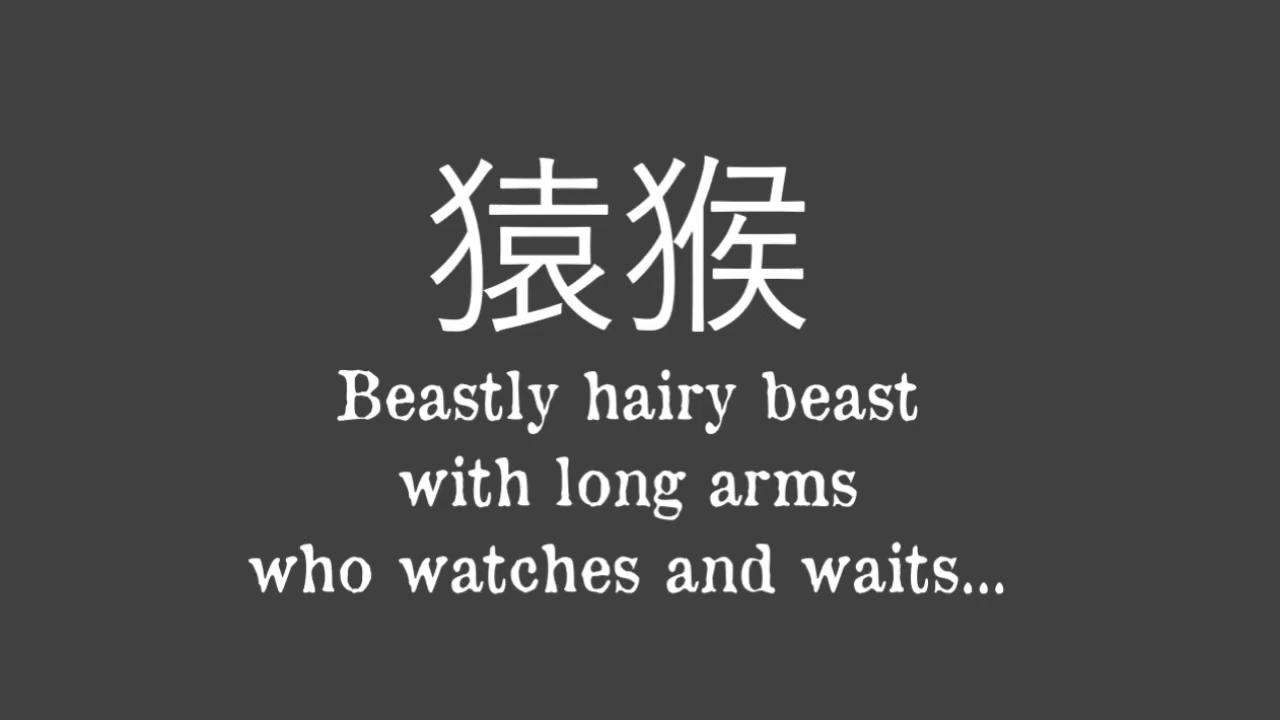 猿猴
Beastly hairy beast
with long arms
who watches and waits...